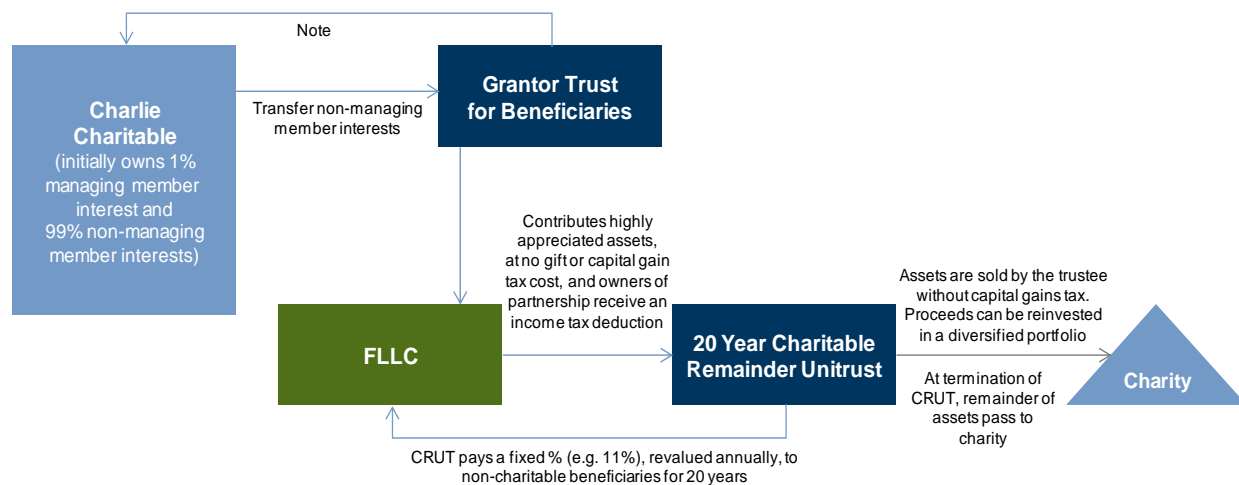 Note
Charlie
Charitable
(initially owns 1%
managing member
interest and
99% non-managing
member interests)
Transfer non-managing
member interests
Grantor Trust
for Beneficiaries
Contributes highly
appreciated assets,
at no gift or capital gain
tax cost, and owners of
partnership receive an
income tax deduction
FLLC
20 Year Charitable
Remainder Unitrust
Assets are sold by the trustee
without capital gains tax.
Proceeds can be reinvested
in a diversified portfolio
At termination of
CRUT, remainder of
assets pass to
charity
Charity
CRUT pays a fixed % (e.g. 11%), revalued annually, to
non-charitable beneficiaries for 20 years